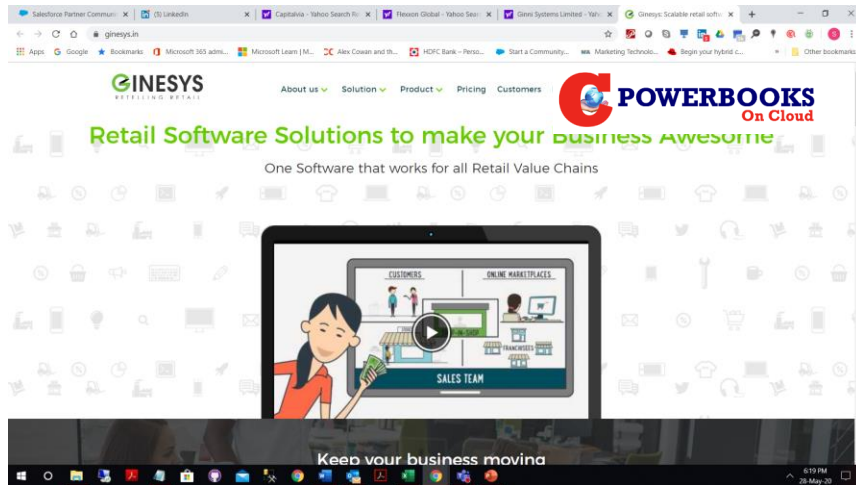 Salesforce Partner Communi
(5) LinkedIn
Capitalvia - Yahoo Search Re
Flexxon Global - Yahoo Sear
Ginni Systems Limited - Yah
Ginesys: Scalable retail softw
ginesys.in
Apps
Google
Bookmarks
Microsoft 365 admi...
Microsoft Learn | M...
Alex Cowan and th...
HDFC Bank – Perso...
Start a Community...
Marketing Technolo...
Begin your hybrid c...
Other bookmarks
GINESYS
RETELLING RETAIL
About us
Solution
Product
Pricing
Customers
C POWERBOOKS
On Cloud
Retail Software Solutions to make your Business Awesome
One Software that works for all Retail Value Chains
CUSTOMERS
ONLINE MARKETPLACES
FRANCHISEES
SALES TEAM
Keep your business moving
6:19 PM
28-May-20